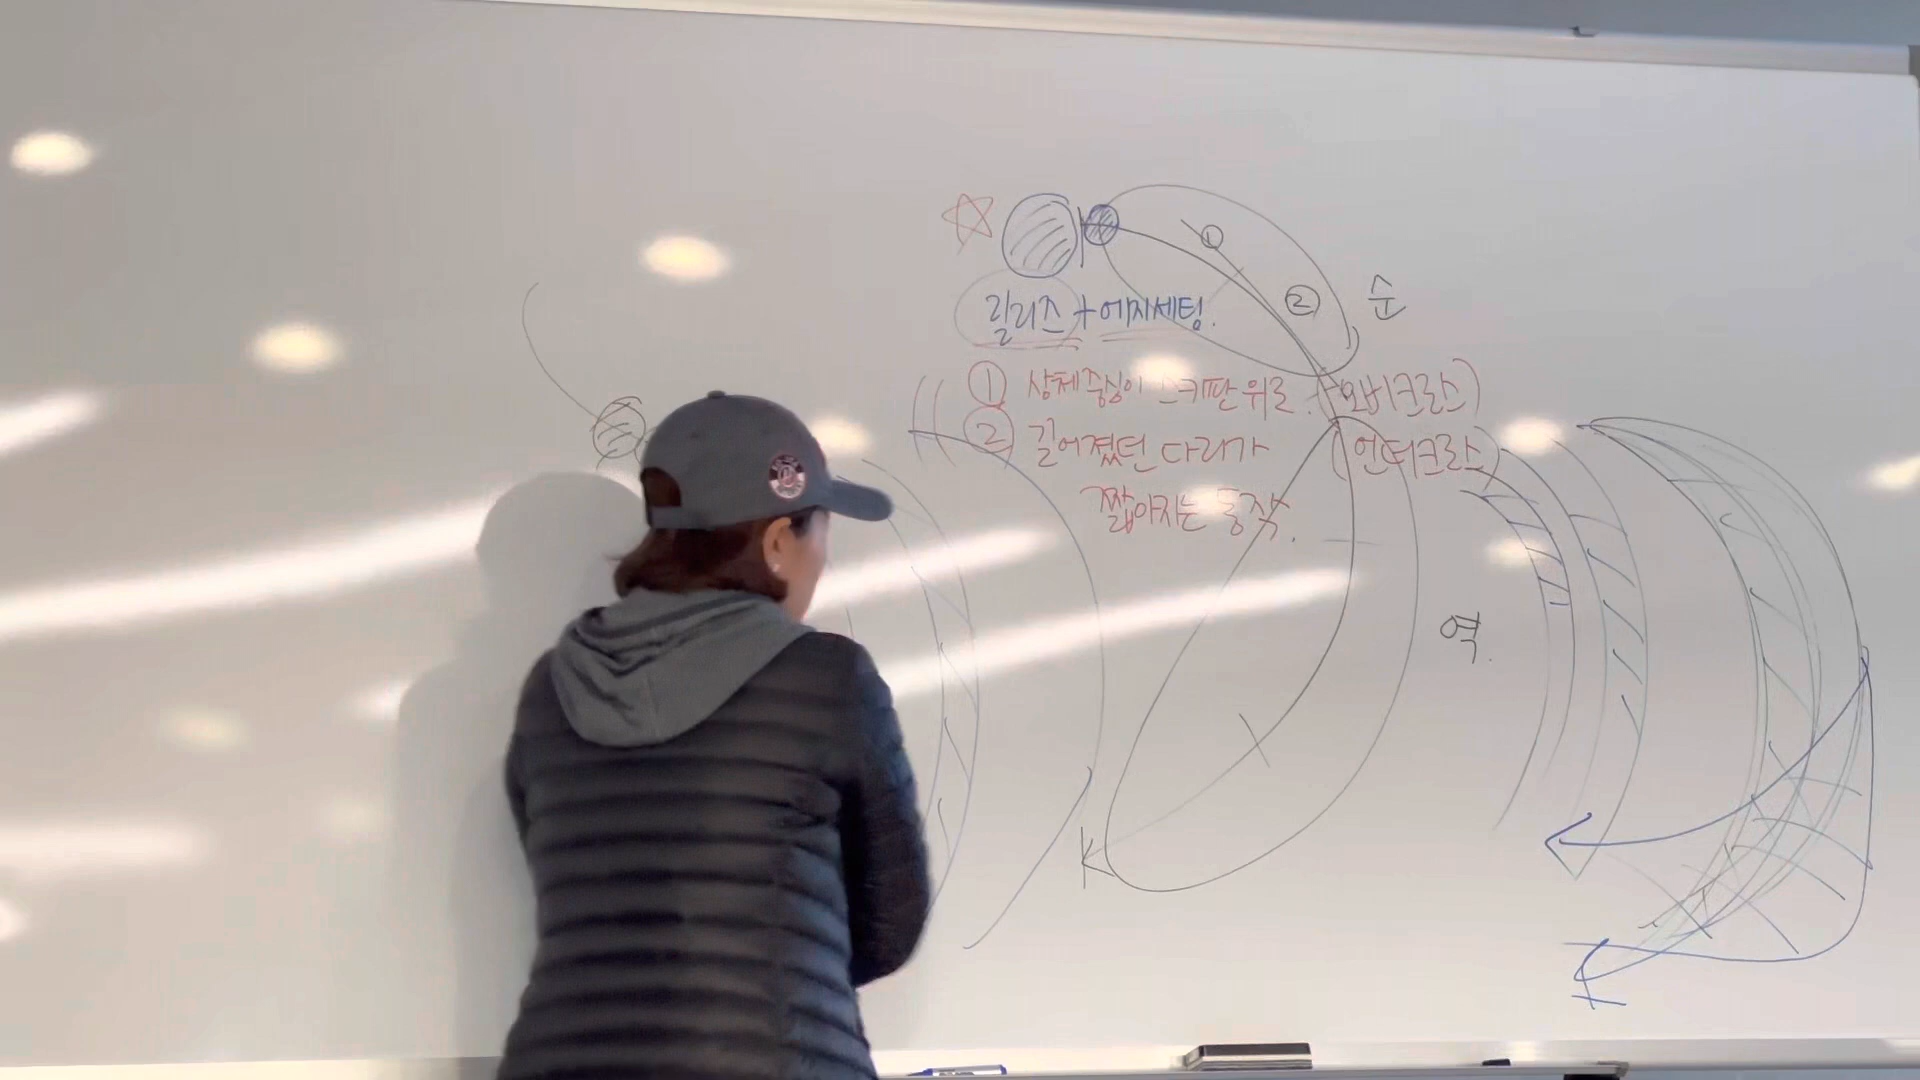 ①
② 순
릴리즈 + 에지세팅.
① 상체중심이 스키판 위로. (오버크로스)
② 길어졌던 다리가 (언더크로스)
짧아지는 동작.
역.